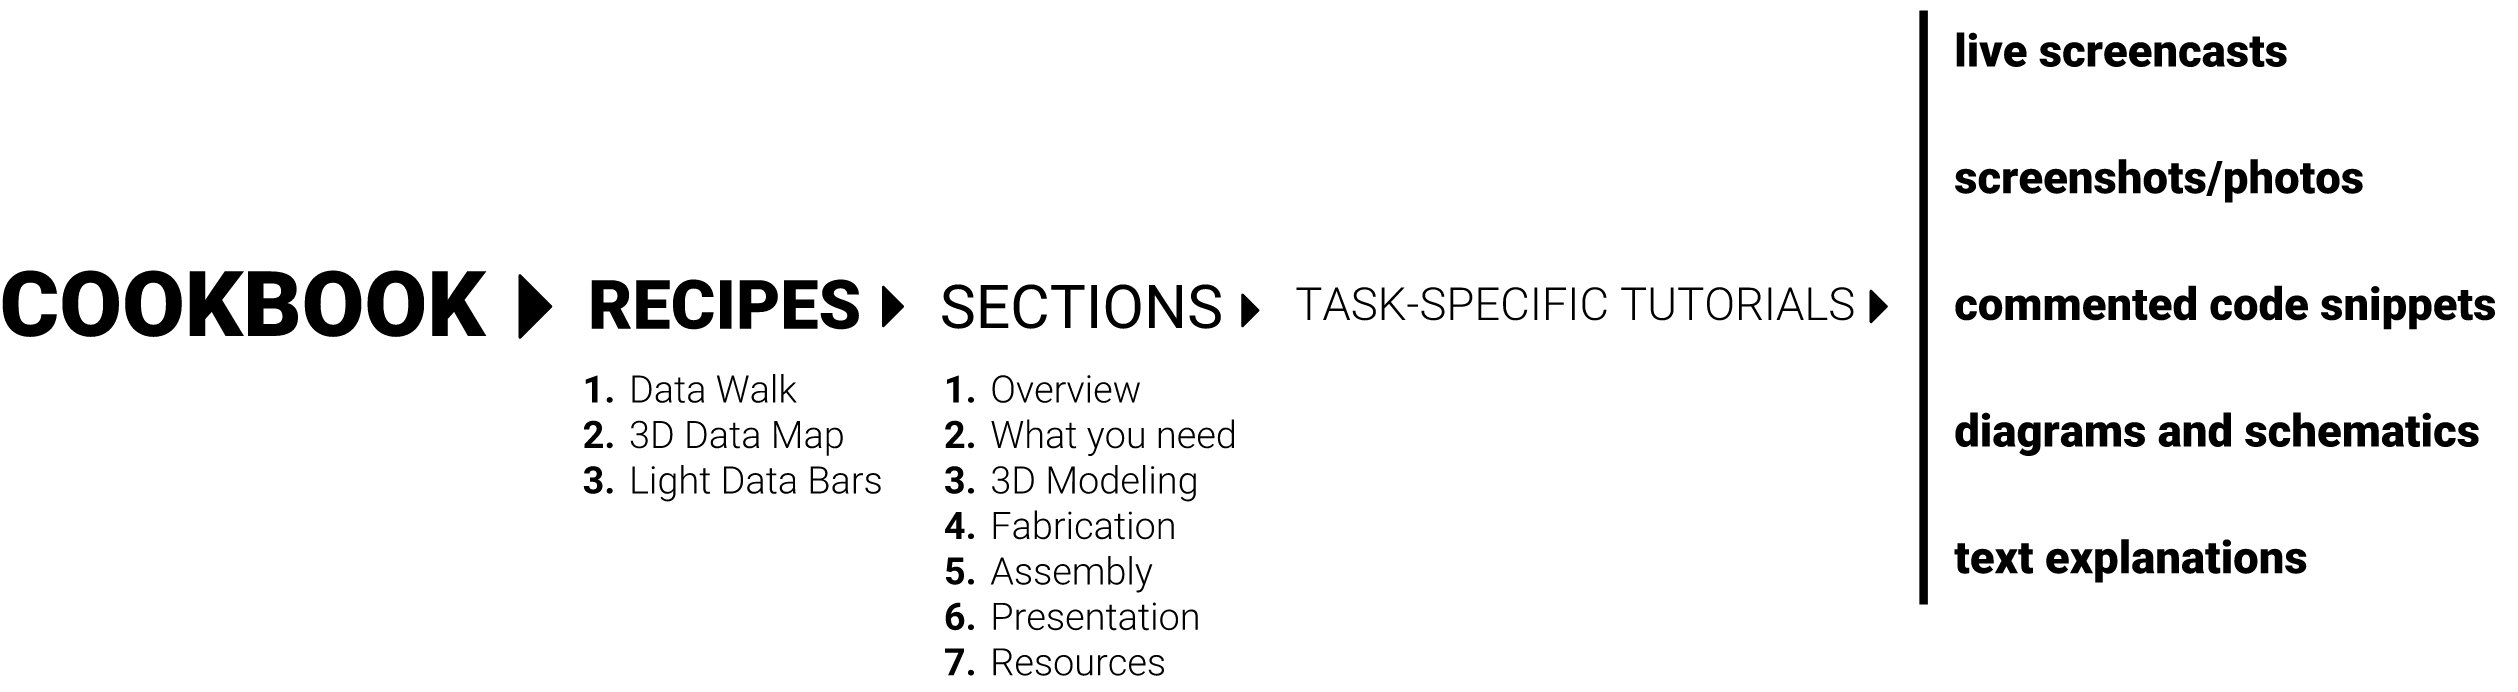 COOKBOOK
RECIPES
1. Data Walk
2. 3D Data Map
3. Light Data Bars
SECTIONS
1. Overview
2. What you need
3. 3D Modeling
4. Fabrication
5. Assembly
6. Presentation
7. Resources
TASK-SPECIFIC TUTORIALS
live screencasts
screenshots/photos
commented code snippets
diagrams and schematics
text explanations